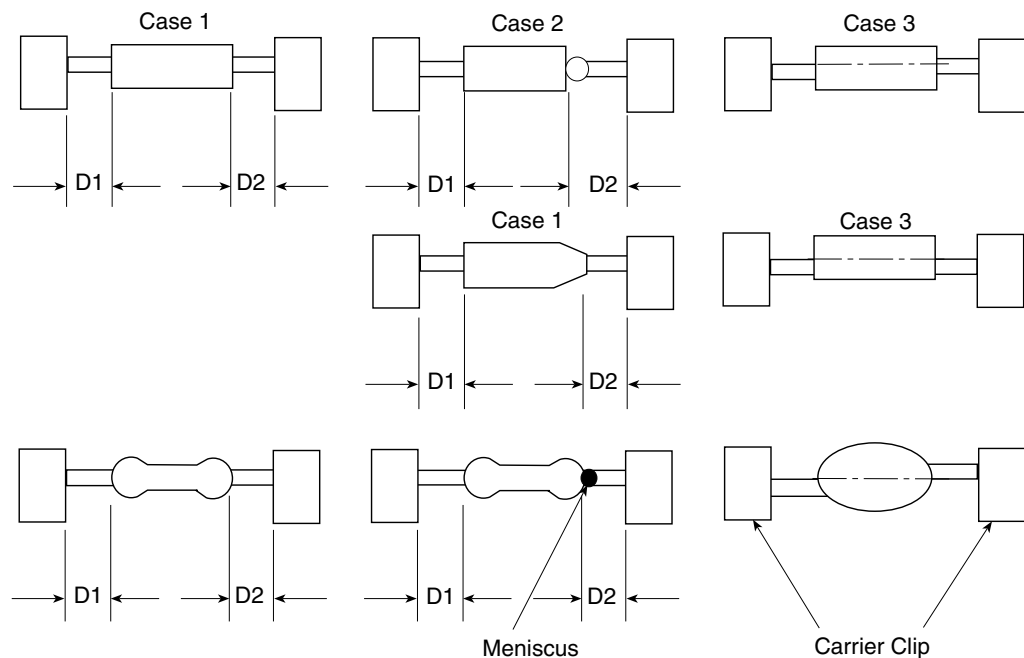 Case 1
Case 2
Case 3
D1
D2
D1
D2
Case 1
Case 3
D1
D2
D1
D2
D1
D2
Meniscus
Carrier Clip